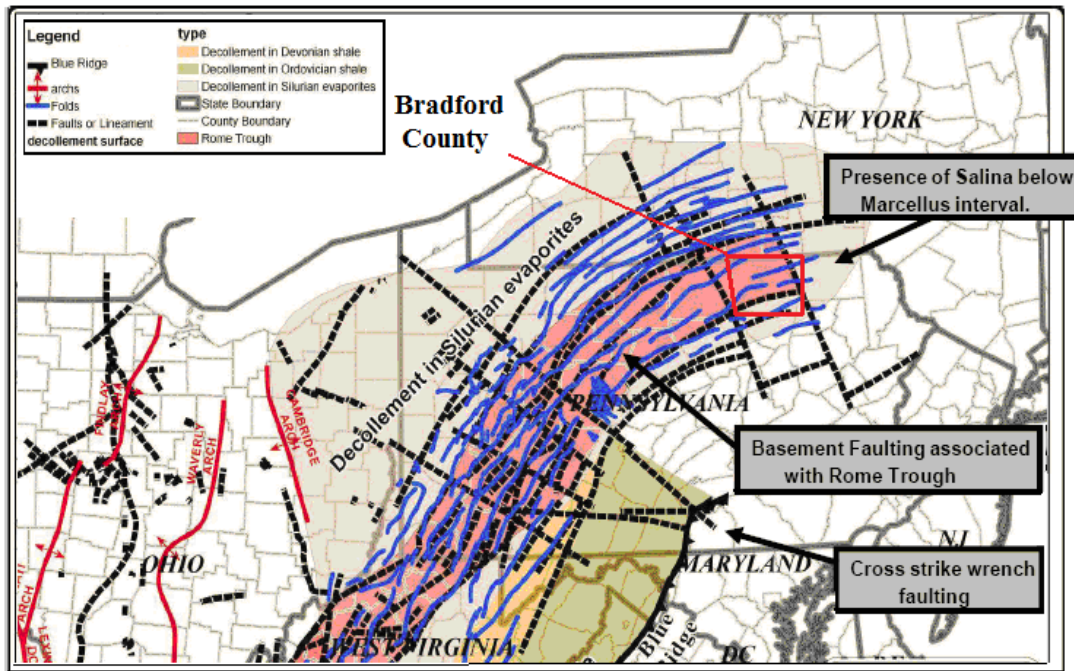 Legend
Blue Ridge
archs
Folds
Faults or Lineament
decollement surface
type
Decollement in Devonian shale
Decollement in Ordovician shale
Decollement in Silurian evaporites
State Boundary
County Boundary
Rome Trough
Bradford
County
NEW YORK
Presence of Salina below
Marcellus interval.
Decollement in Silurian evaporites
PENNSYLVANIA
Basement Faulting associated
with Rome Trough
FINDLAY
CAMBRIDGE
ARCH
WAVERLY
ARCH
OHIO
NJ
MARYLAND
Cross strike wrench
faulting
ARCH
WEST VIRGINIA
Blue
DC